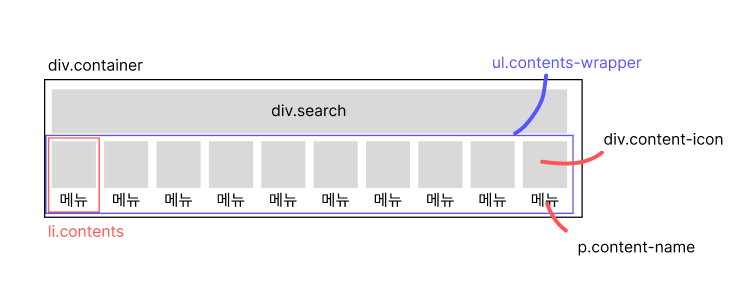 div.container
ul.contents-wrapper
div.search
div.content-icon
메뉴 메뉴 메뉴 메뉴 메뉴 메뉴 메뉴 메뉴 메뉴 메뉴
li.contents
p.content-name